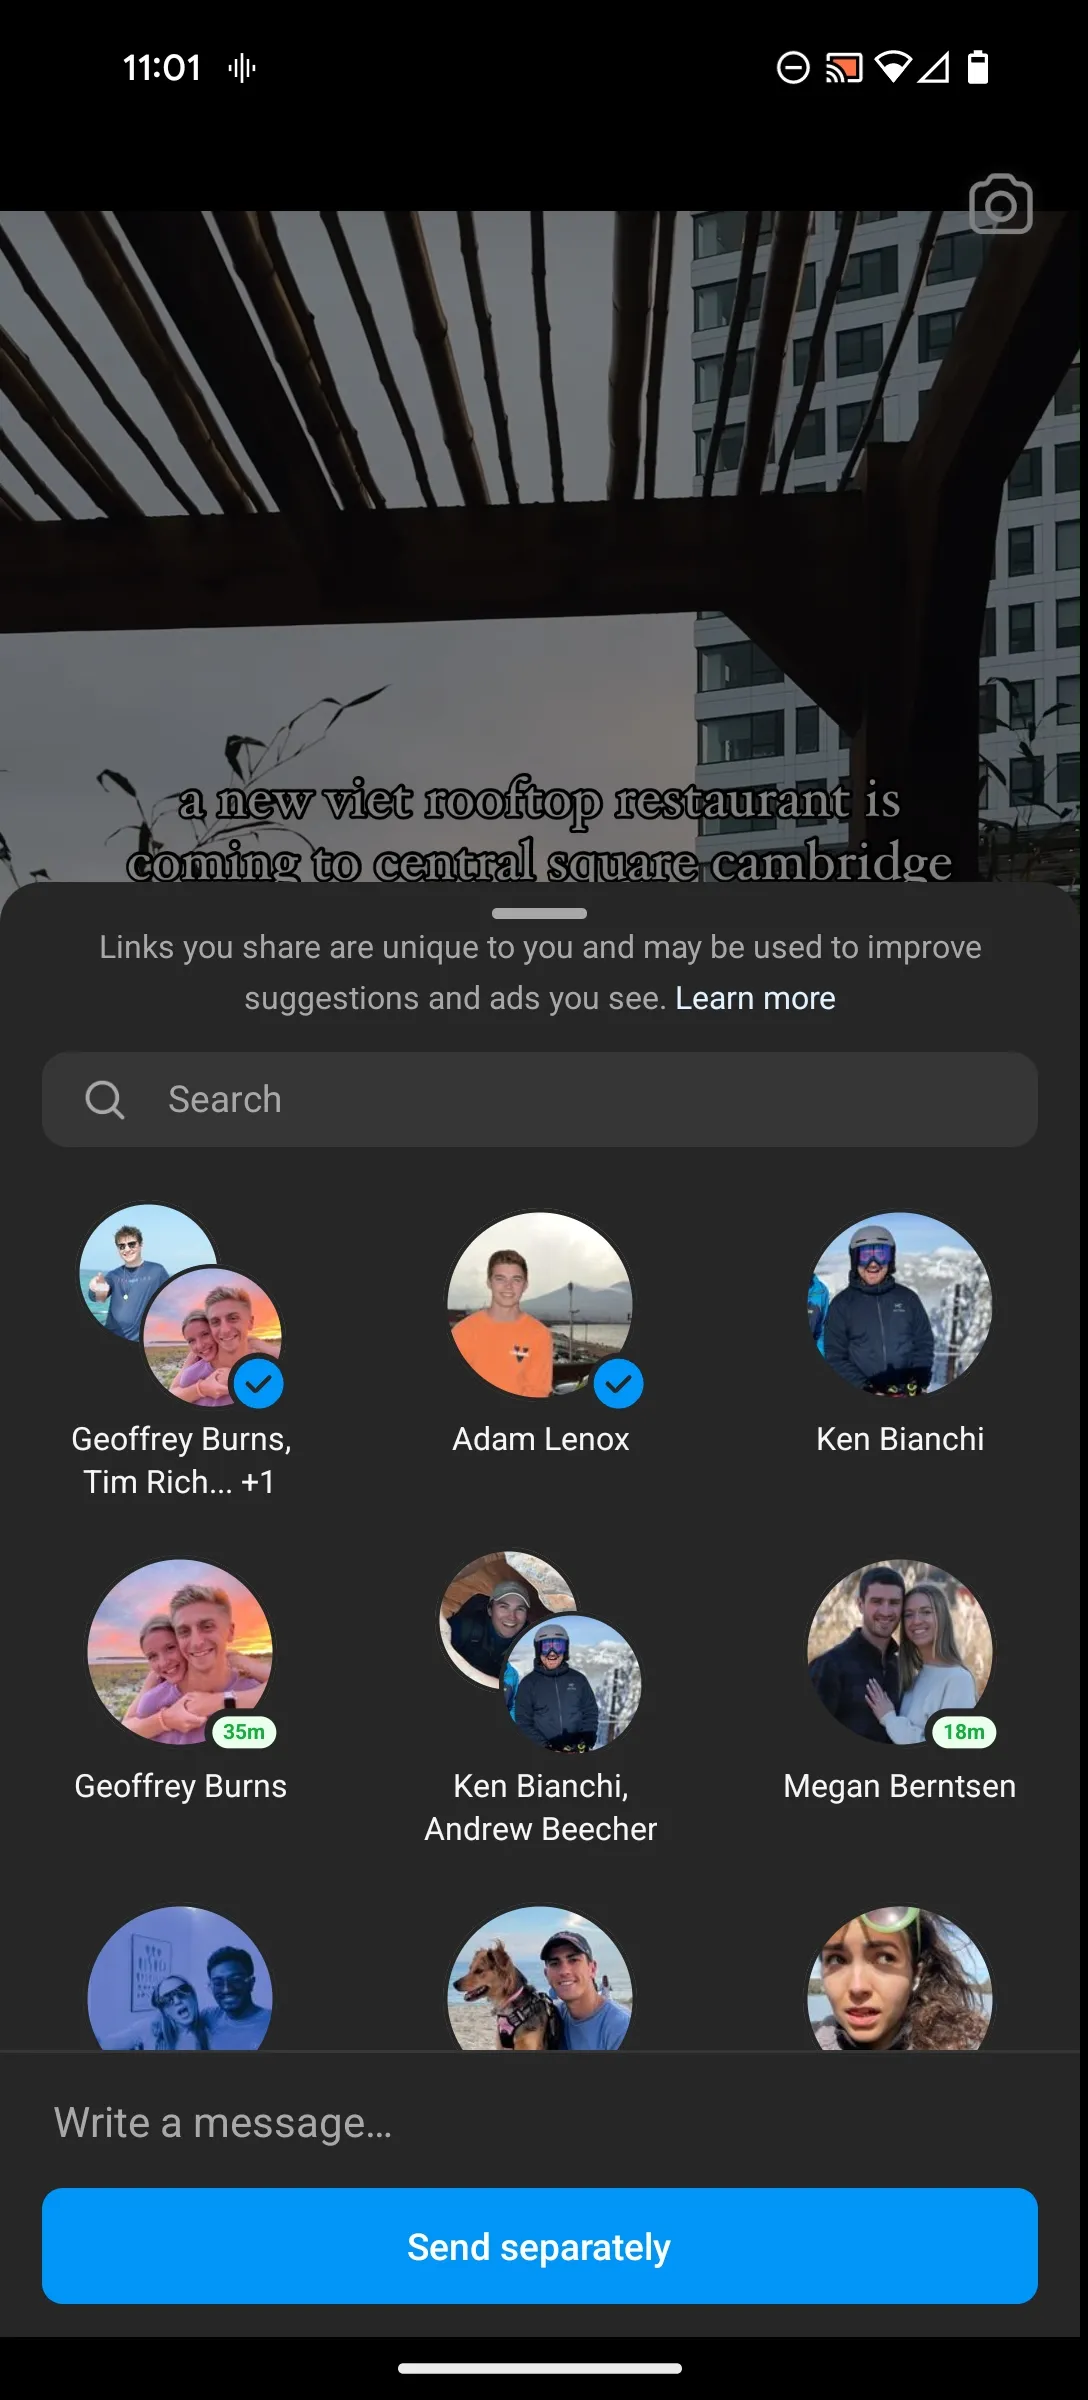 11:01
a new viet rooftop restaurant is
coming to central square cambridge
Links you share are unique to you and may be used to improve
suggestions and ads you see. Learn more
Search
Geoffrey Burns,
Tim Rich... +1
Adam Lenox
Ken Bianchi
35m
Geoffrey Burns
Ken Bianchi,
Andrew Beecher
18m
Megan Berntsen
Write a message...
Send separately